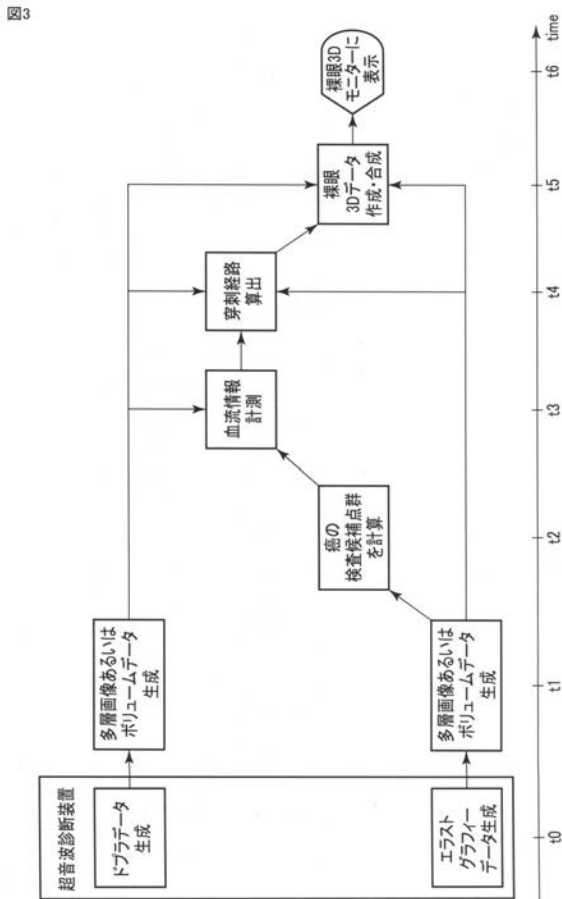 図3
超音波診断装置
ドプラデータ
生成
エラスト
グラフィー
データ生成
多層画像あるいは
ボリュームデータ
生成
多層画像あるいは
ボリュームデータ
生成
癌の
検査候補点群
を計算
血流情報
計測
穿刺経路
算出
裸眼
3Dデータ
作成・合成
裸眼3D
モニターに
表示
t0
t1
t2
t3
t4
t5
t6
time